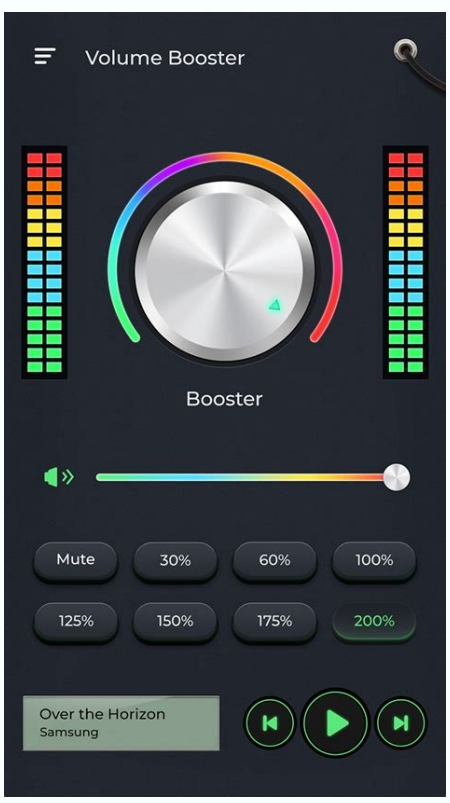 Volume Booster
Booster
Mute 30% 60% 100%
125% 150% 175% 200%
Over the Horizon
Samsung